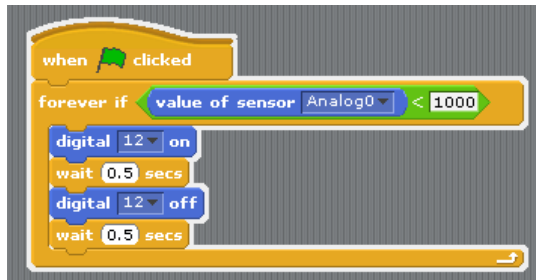 when clicked
forever if value of sensor Analog0 < 1000
digital 12 on
wait 0.5 secs
digital 12 off
wait 0.5 secs